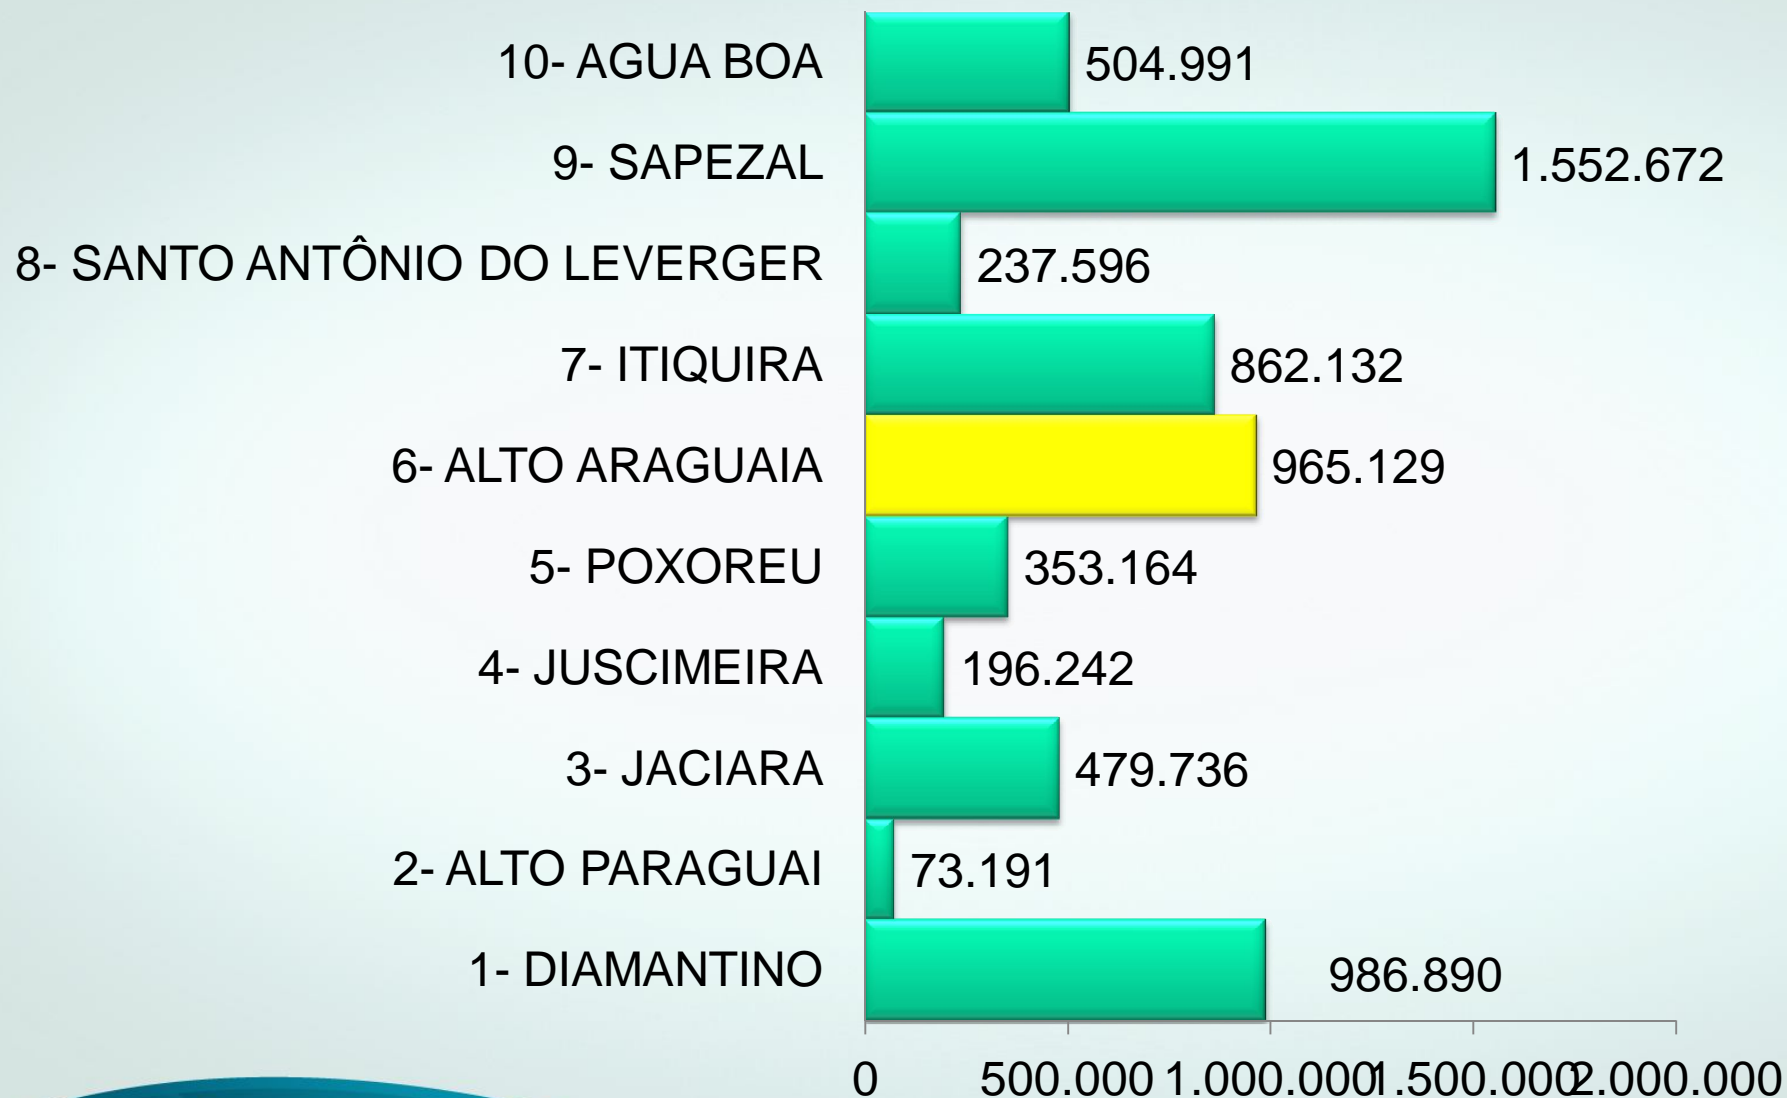 10- AGUA BOA 504.991
9- SAPEZAL 1.552.672
8- SANTO ANTÔNIO DO LEVERGER 237.596
7- ITIQUIRA 862.132
6- ALTO ARAGUAIA 965.129
5- POXOREU 353.164
4- JUSCIMEIRA 196.242
3- JACIARA 479.736
2- ALTO PARAGUAI 73.191
1- DIAMANTINO 986.890
0 500.000 1.000.000 1.500.000 2.000.000